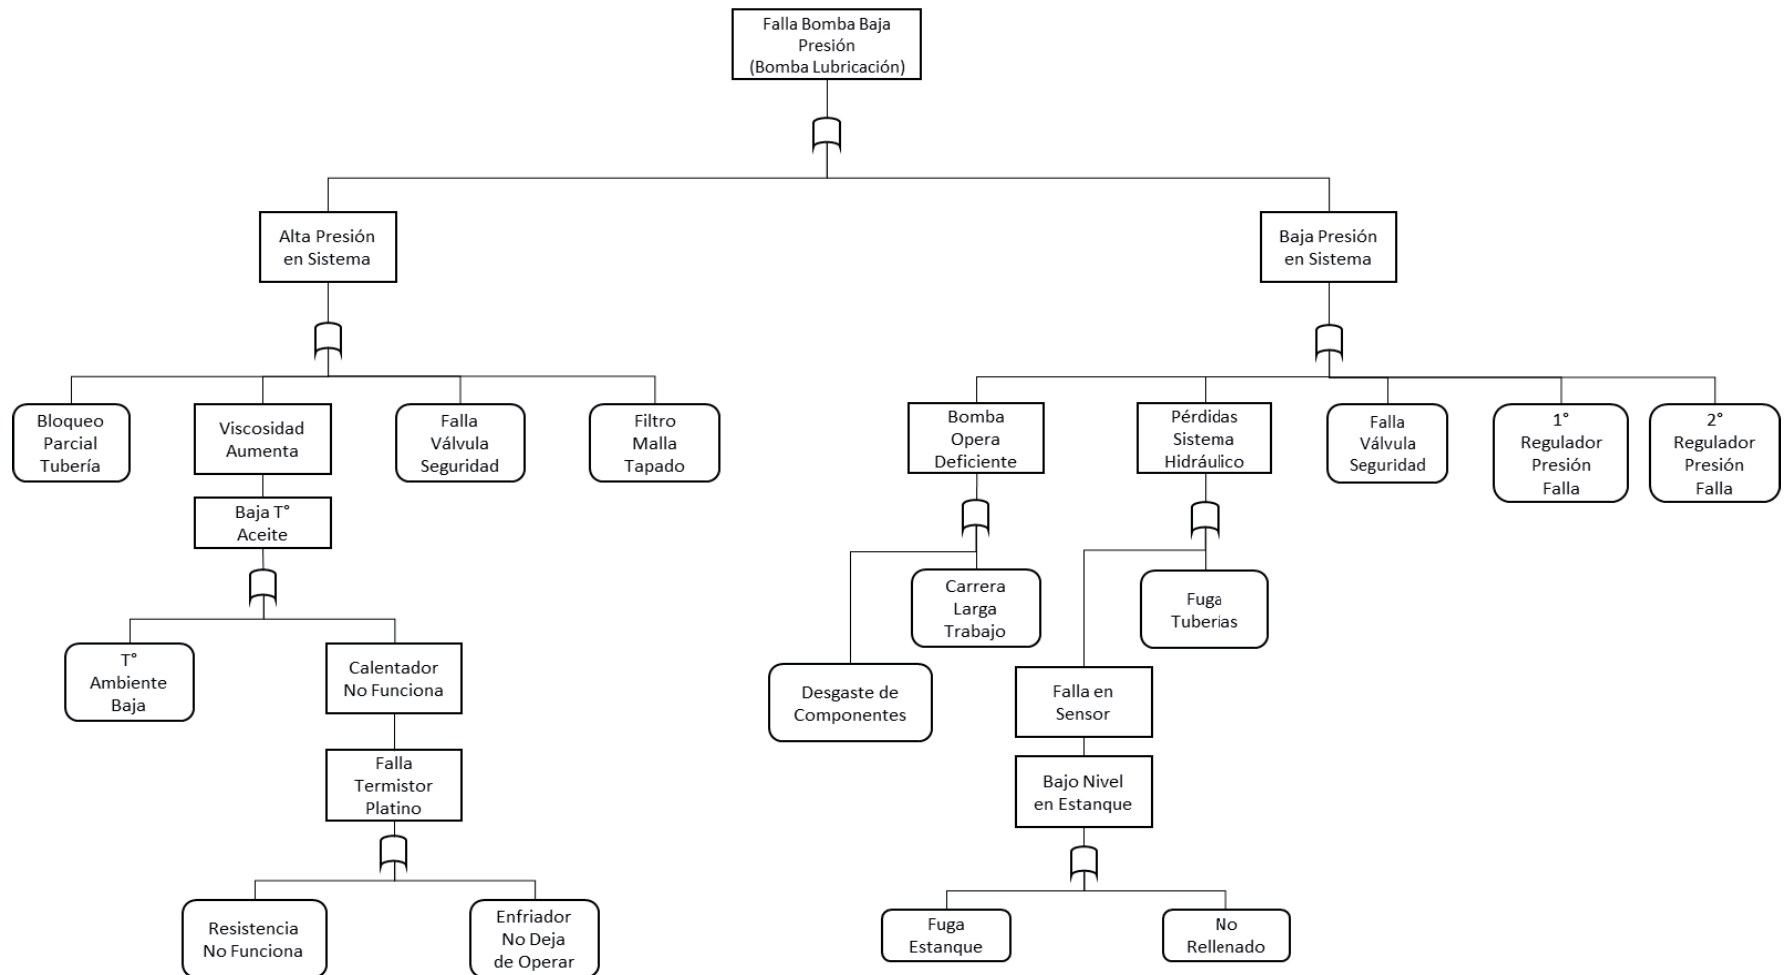 Falla Bomba Baja
Presión
(Bomba Lubricación)
Alta Presión
en Sistema
Baja Presión
en Sistema
Bloqueo
Parcial
Tubería
Viscosidad
Aumenta
Falla
Válvula
Seguridad
Filtro
Malla
Tapado
Bomba
Opera
Deficiente
Pérdidas
Sistema
Hidráulico
Falla
Válvula
Seguridad
1°
Regulador
Presión
Falla
2°
Regulador
Presión
Falla
Baja T°
Aceite
Carrera
Larga
Trabajo
Fuga
Tuberías
T°
Ambiente
Baja
Calentador
No Funciona
Desgaste de
Componentes
Falla en
Sensor
Falla
Termistor
Platino
Bajo Nivel
en Estanque
Resistencia
No Funciona
Enfriador
No Deja
de Operar
Fuga
Estanque
No
Rellenado